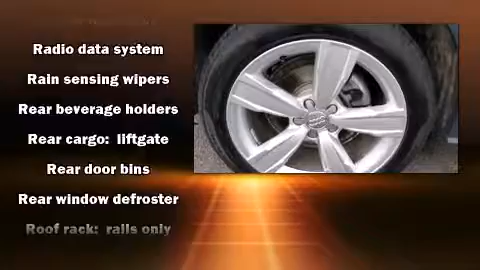 Radio data system
Rain sensing wipers
Rear beverage holders
Rear cargo:  liftgate
Rear door bins
Rear window defroster
Roof rack:  rails only